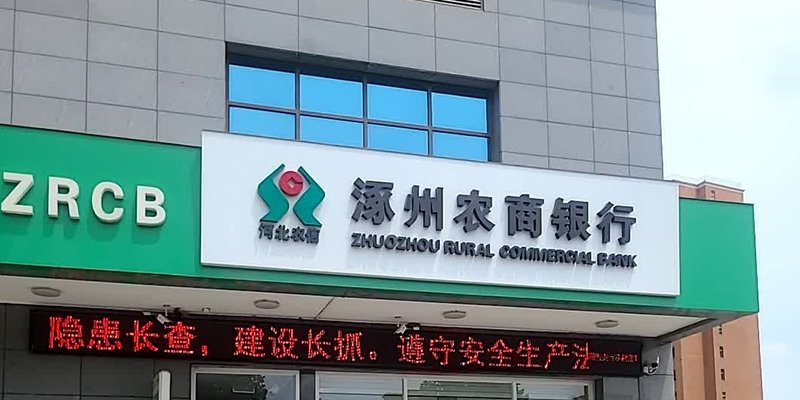 ZRCB
河北农信
涿州农商银行
ZHUOZHOU RURAL COMMERCIAL BANK
隐患长查，建设长抓。遵守安全生产法